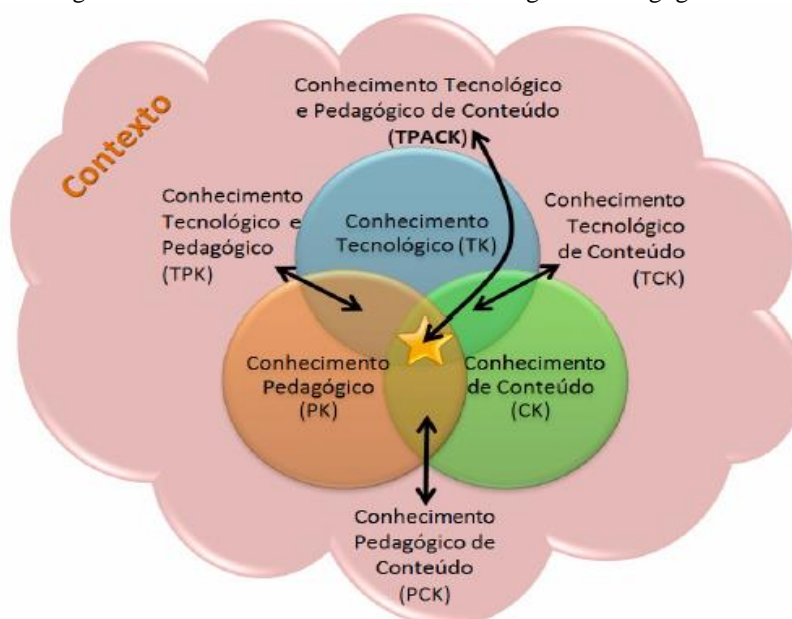 Conhecimento Tecnológico
e Pedagógico de Conteúdo
(TPACK)
Contexto
Conhecimento
Tecnológico e
Pedagógico
(TPK)
Conhecimento
Tecnológico (TK)
Conhecimento
Tecnológico
de Conteúdo
(TCK)
Conhecimento
Pedagógico
(PK)
Conhecimento
de Conteúdo
(CK)
Conhecimento
Pedagógico de
Conteúdo
(PCK)